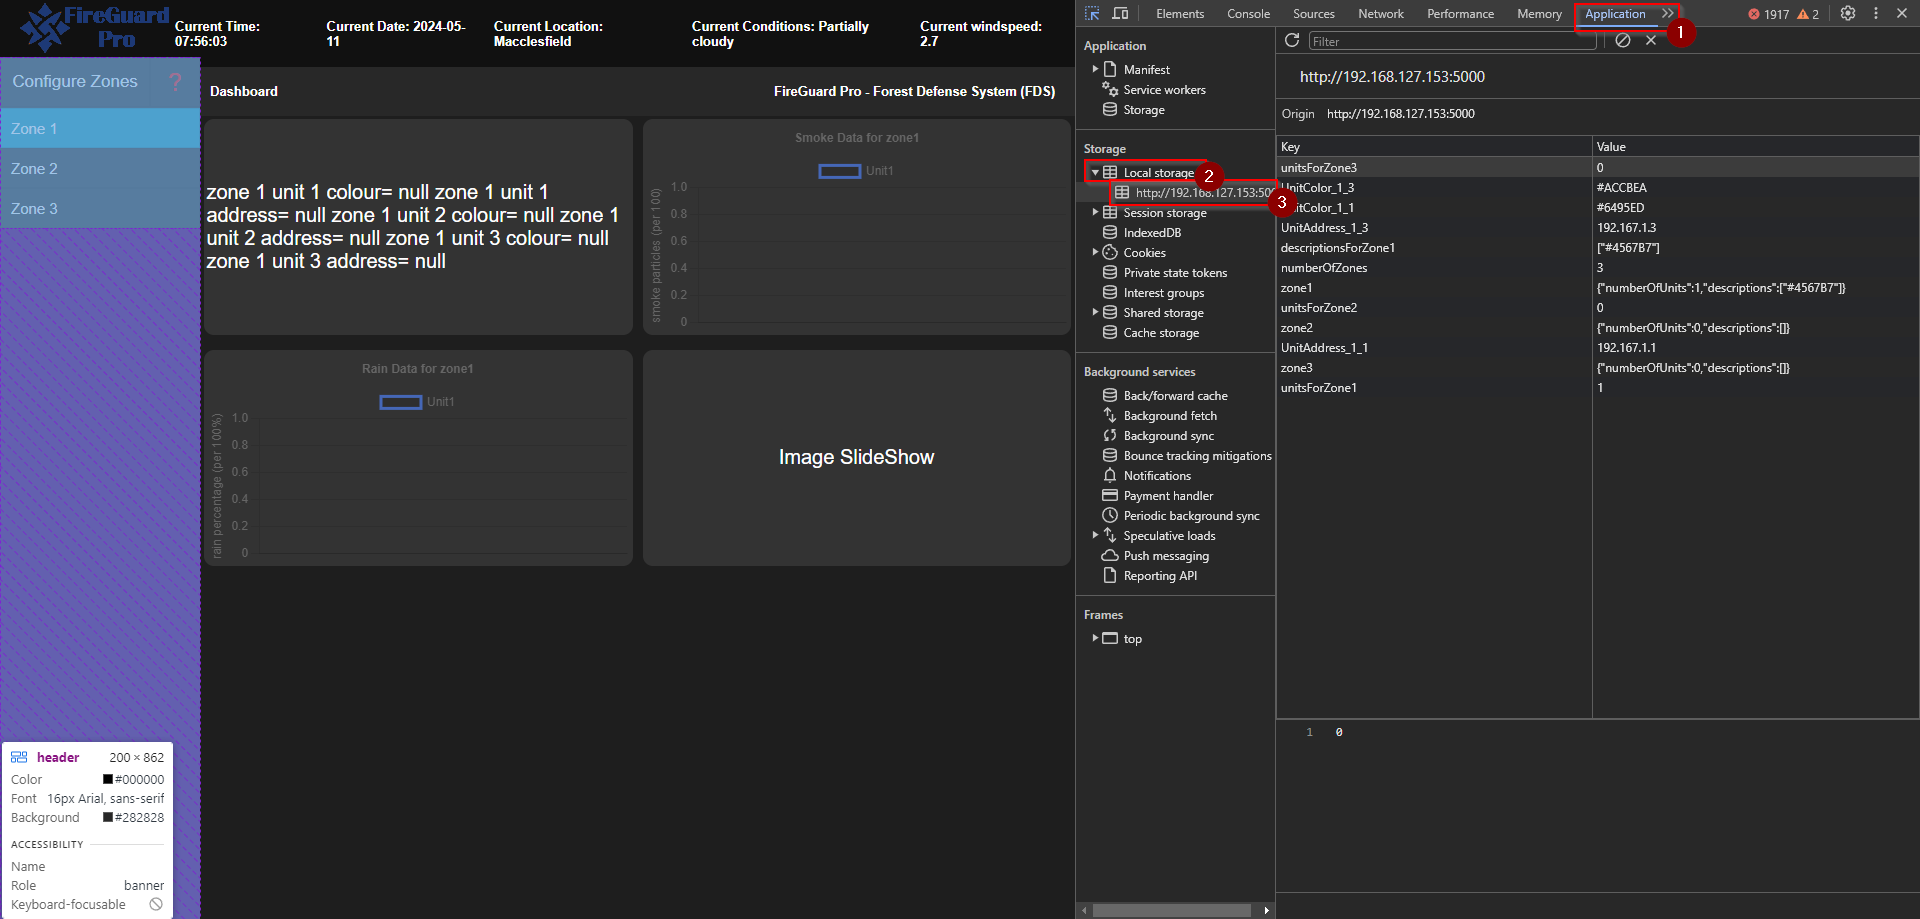 FireGuard
Pro
Current Time:
07:56:03
Current Date: 2024-05-
11
Current Location:
Macclesfield
Current Conditions: Partially
cloudy
Current windspeed:
2.7
Configure Zones ?
Zone 1
Zone 2
Zone 3
Dashboard
FireGuard Pro - Forest Defense System (FDS)
zone 1 unit 1 colour= null zone 1 unit 1
address= null zone 1 unit 2 colour= null zone 1
unit 2 address= null zone 1 unit 3 colour= null
zone 1 unit 3 address= null
Smoke Data for zone1
Unit1
smoke particles (per 100)
1.0
0.8
0.6
0.4
0.2
0
Rain Data for zone1
Unit1
rain percentage (per 100%)
1.0
0.8
0.6
0.4
0.2
0
Image SlideShow
header 200 × 862
Color #000000
Font 16px Arial, sans-serif
Background #282828
ACCESSIBILITY
Name
Role banner
Keyboard-focusable
Elements Console Sources Network Performance Memory Application 1917 2
1
Filter
Application
Manifest
Service workers
Storage
Storage
Local storage
2
http://192.168.127.153:500
3
Session storage
IndexedDB
Cookies
Private state tokens
Interest groups
Shared storage
Cache storage
Background services
Back/forward cache
Background fetch
Background sync
Bounce tracking mitigations
Notifications
Payment handler
Periodic background sync
Speculative loads
Push messaging
Reporting API
Frames
top
http://192.168.127.153:5000
Origin http://192.168.127.153:5000
Key Value
unitsForZone3 0
UnitColor_1_3 #ACCBEA
UnitColor_1_1 #6495ED
UnitAddress_1_3 192.167.1.3
descriptionsForZone1 ["#4567B7"]
numberOfZones 3
zone1 {"numberOfUnits":1,"descriptions":["#4567B7"]}
unitsForZone2 0
zone2 {"numberOfUnits":0,"descriptions":[]}
UnitAddress_1_1 192.167.1.1
zone3 {"numberOfUnits":0,"descriptions":[]}
unitsForZone1 1
1 0